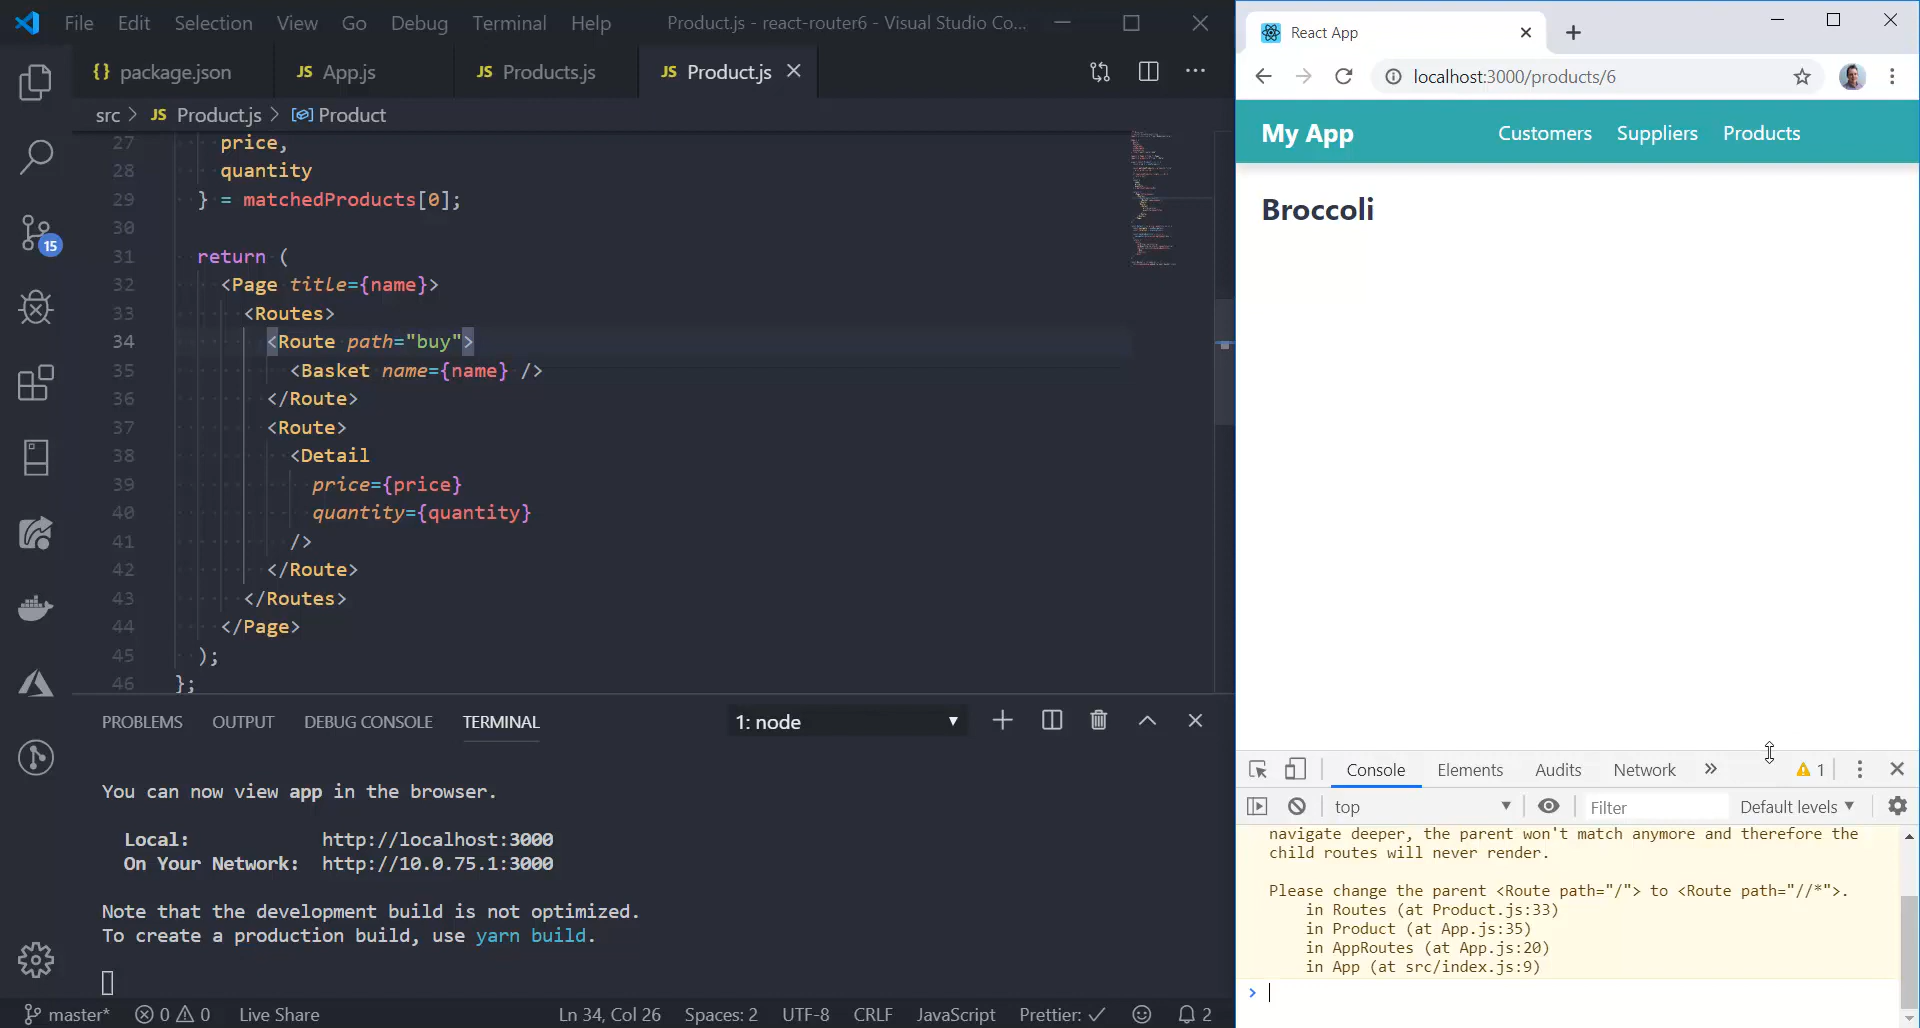 File Edit Selection View Go Debug Terminal Help Product.js - react-router6 - Visual Studio Co...
{} package.json JS App.js JS Products.js JS Product.js
src > JS Product.js > Product
27 price,
28 quantity
29 } = matchedProducts[0];
30
31 return (
32 <Page title={name}>
33 <Routes>
34 <Route path="buy">
35 <Basket name={name} />
36 </Route>
37 <Route>
38 <Detail
39 price={price}
40 quantity={quantity}
41 />
42 </Route>
43 </Routes>
44 </Page>
45 );
46 };
15
PROBLEMS OUTPUT DEBUG CONSOLE TERMINAL 1: node
You can now view app in the browser.
Local: http://localhost:3000
On Your Network: http://10.0.75.1:3000
Note that the development build is not optimized.
To create a production build, use yarn build.
master* 0 0 Live Share Ln 34, Col 26 Spaces: 2 UTF-8 CRLF JavaScript Prettier: ✓ 2
React App
localhost:3000/products/6
My App Customers Suppliers Products
Broccoli
Console Elements Audits Network » 1
top Filter Default levels
navigate deeper, the parent won't match anymore and therefore the
child routes will never render.
Please change the parent <Route path="/"> to <Route path="//*">.
in Routes (at Product.js:33)
in Product (at App.js:35)
in AppRoutes (at App.js:20)
in App (at src/index.js:9)
>